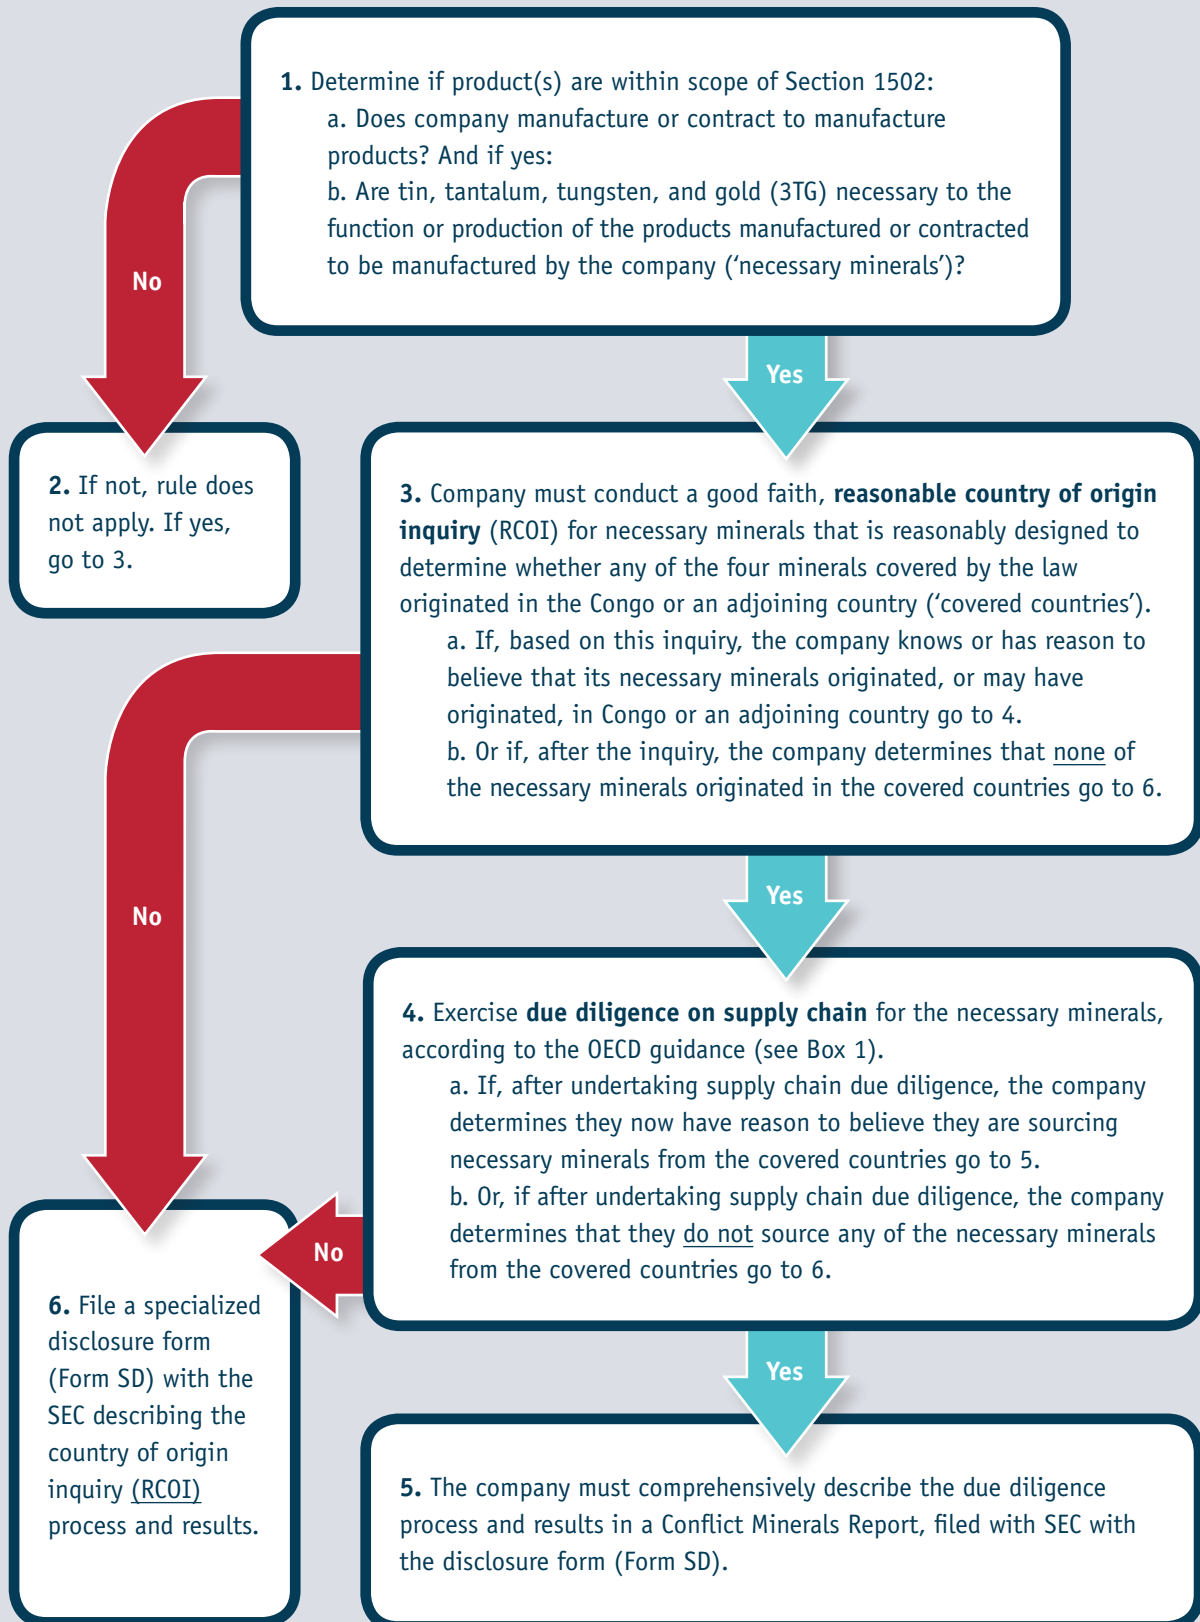 1. Determine if product(s) are within scope of Section 1502:
a. Does company manufacture or contract to manufacture
products? And if yes:
b. Are tin, tantalum, tungsten, and gold (3TG) necessary to the
function or production of the products manufactured or contracted
to be manufactured by the company (‘necessary minerals’)?
No
Yes
2. If not, rule does
not apply. If yes,
go to 3.
3. Company must conduct a good faith, reasonable country of origin
inquiry (RCOI) for necessary minerals that is reasonably designed to
determine whether any of the four minerals covered by the law
originated in the Congo or an adjoining country (‘covered countries’).
a. If, based on this inquiry, the company knows or has reason to
believe that its necessary minerals originated, or may have
originated, in Congo or an adjoining country go to 4.
b. Or if, after the inquiry, the company determines that none of
the necessary minerals originated in the covered countries go to 6.
No
Yes
4. Exercise due diligence on supply chain for the necessary minerals,
according to the OECD guidance (see Box 1).
a. If, after undertaking supply chain due diligence, the company
determines they now have reason to believe they are sourcing
necessary minerals from the covered countries go to 5.
b. Or, if after undertaking supply chain due diligence, the company
determines that they do not source any of the necessary minerals
from the covered countries go to 6.
No
Yes
6. File a specialized
disclosure form
(Form SD) with the
SEC describing the
country of origin
inquiry (RCOI)
process and results.
5. The company must comprehensively describe the due diligence
process and results in a Conflict Minerals Report, filed with SEC with
the disclosure form (Form SD).